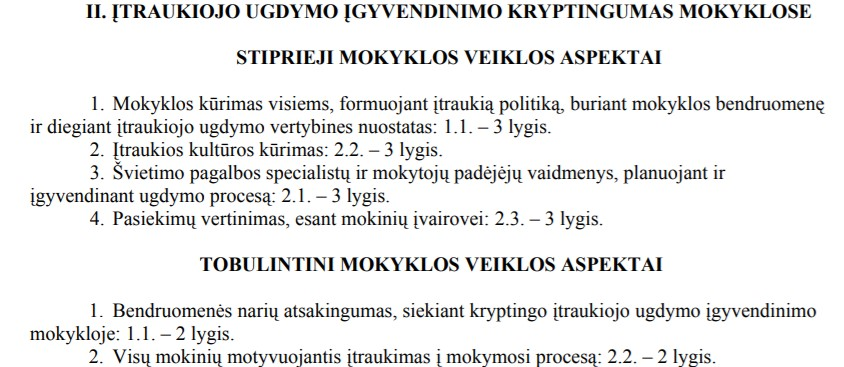 II. ĮTRAUKIOJO UGDYMO ĮGYVENDINIMO KRYPTINGUMAS MOKYKLOSE
STIPRIEJI MOKYKLOS VEIKLOS ASPEKTAI
1. Mokyklos kūrimas visiems, formuojant įtraukią politiką, buriant mokyklos bendruomenę
ir diegiant įtraukiojo ugdymo vertybines nuostatas: 1.1. – 3 lygis.
2. Įtraukios kultūros kūrimas: 2.2. – 3 lygis.
3. Švietimo pagalbos specialistų ir mokytojų padėjėjų vaidmenys, planuojant ir
įgyvendinant ugdymo procesą: 2.1. – 3 lygis.
4. Pasiekimų vertinimas, esant mokinių įvairovei: 2.3. – 3 lygis.
TOBULINTINI MOKYKLOS VEIKLOS ASPEKTAI
1. Bendruomenės narių atsakingumas, siekiant kryptingo įtraukiojo ugdymo įgyvendinimo
mokykloje: 1.1. – 2 lygis.
2. Visų mokinių motyvuojantis įtraukimas į mokymosi procesą: 2.2. – 2 lygis.